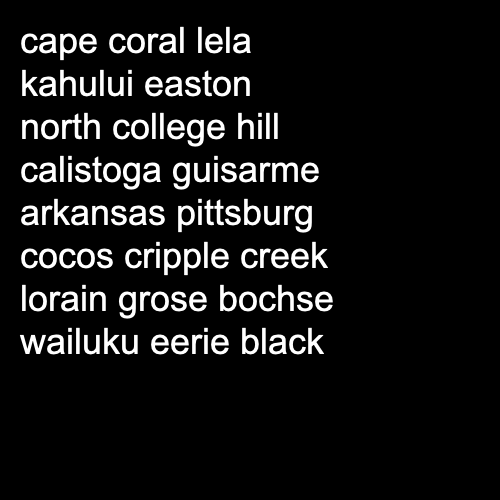 cape coral lela
kahului easton
north college hill
calistoga guisarme
arkansas pittsburg
cocos cripple creek
lorain grose bochse
wailuku eerie black